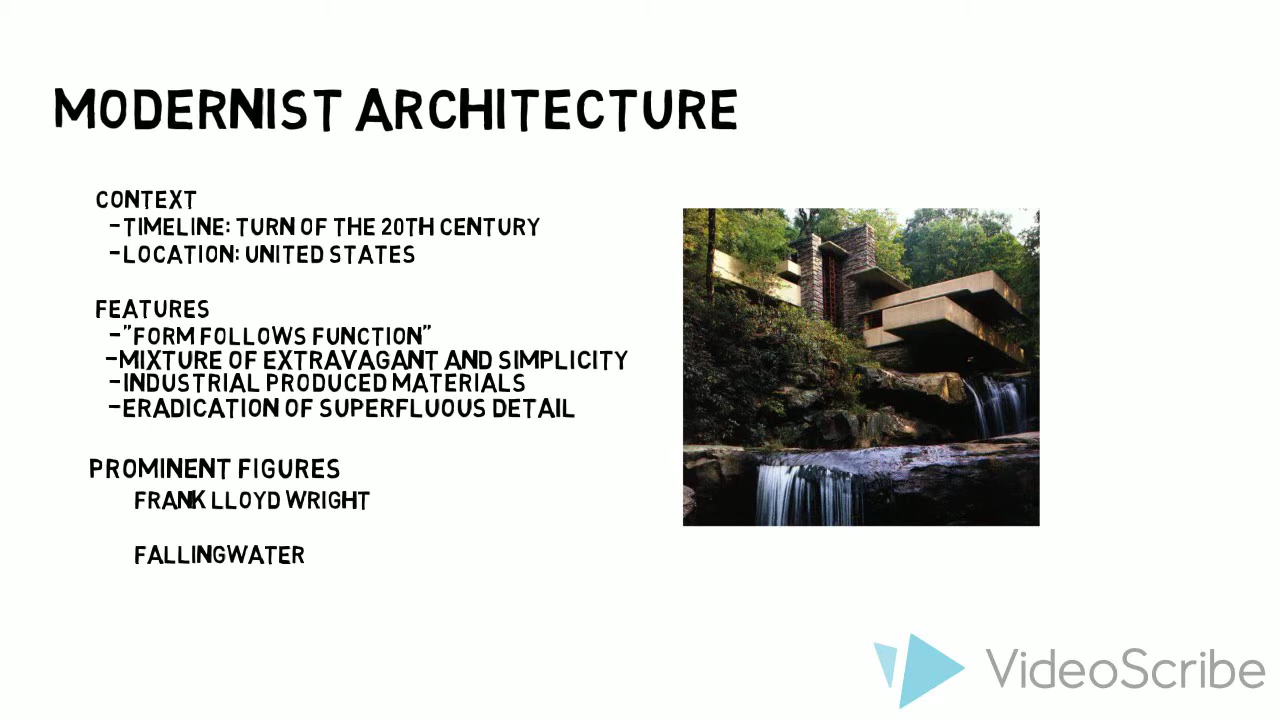 MODERNIST ARCHITECTURE
CONTEXT
-TIMELINE: TURN OF THE 20TH CENTURY
-LOCATION: UNITED STATES
FEATURES
-"FORM FOLLOWS FUNCTION"
-MIXTURE OF EXTRAVAGANT AND SIMPLICITY
-INDUSTRIAL PRODUCED MATERIALS
-ERADICATION OF SUPERFLUOUS DETAIL
PROMINENT FIGURES
FRANK LLOYD WRIGHT
FALLINGWATER
VideoScribe